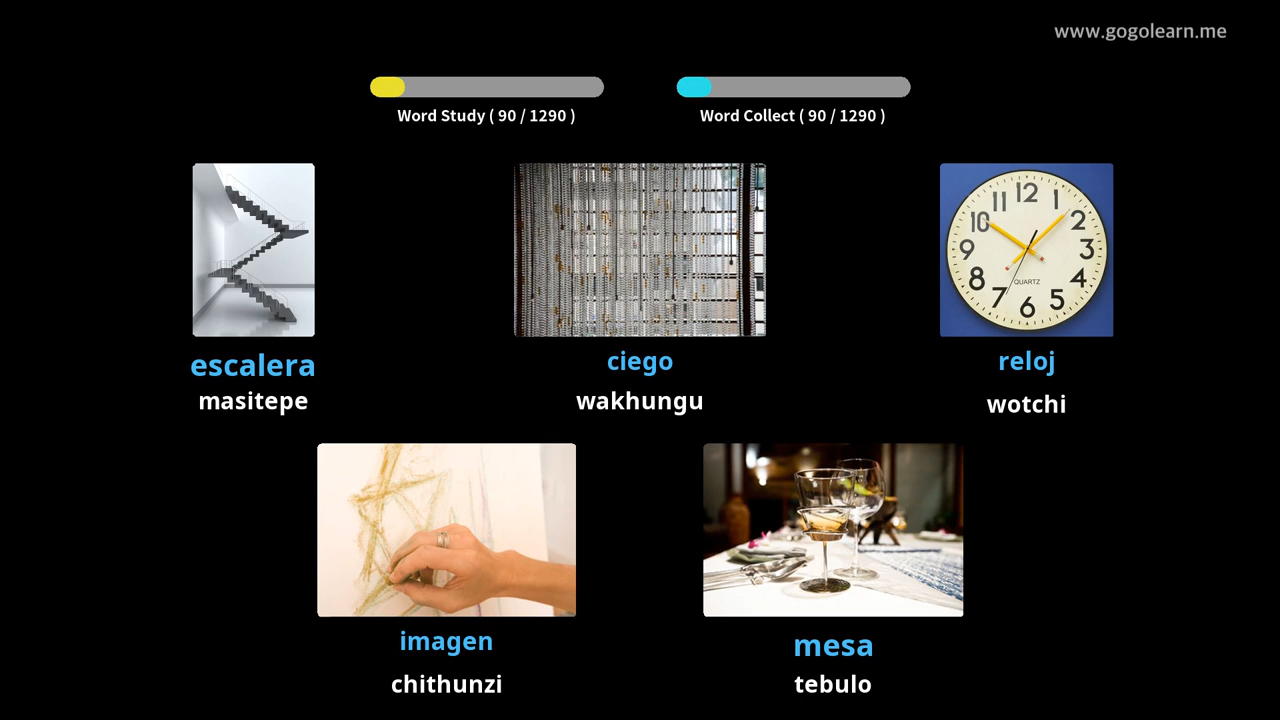 www.gogolearn.me
Word Study ( 90 / 1290 )
Word Collect ( 90 / 1290 )
12
11
1
10
2
9
3
8
4
QUARTZ
7
5
6
escalera
ciego
reloj
masitepe
wakhungu
wotchi
imagen
mesa
chithunzi
tebulo